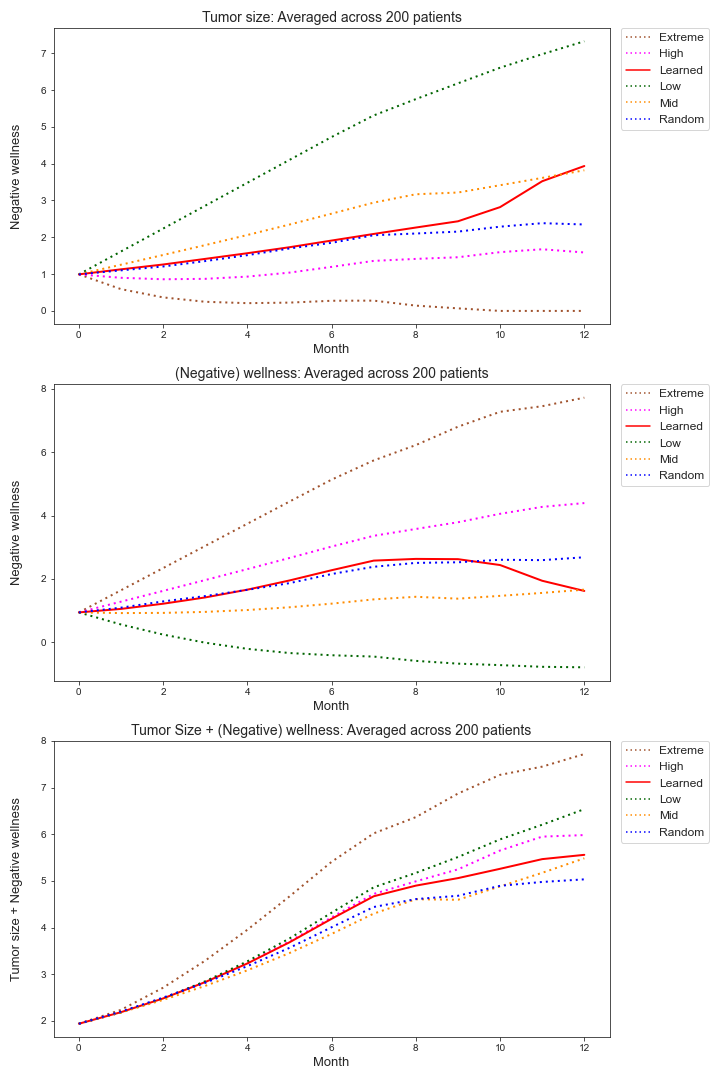 Tumor size: Averaged across 200 patients
Negative wellness
7
6
5
4
3
2
1
0
0 2 4 6 8 10 12
Month
Extreme
High
Learned
Low
Mid
Random
(Negative) wellness: Averaged across 200 patients
Negative wellness
8
6
4
2
0
0 2 4 6 8 10 12
Month
Extreme
High
Learned
Low
Mid
Random
Tumor Size + (Negative) wellness: Averaged across 200 patients
Tumor size + Negative wellness
8
7
6
5
4
3
2
0 2 4 6 8 10 12
Month
Extreme
High
Learned
Low
Mid
Random